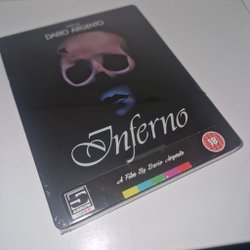 DARIO ARGENTO
Inferno
18
A Film By Dario Argento